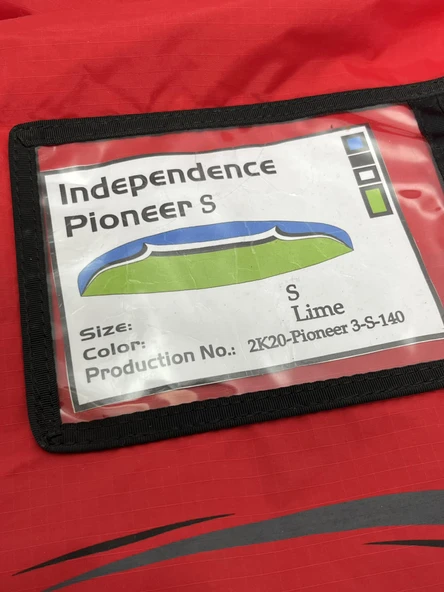 Independence
Pioneer S
Size: S
Color: Lime
Production No.: 2K20-Pioneer 3-S-140